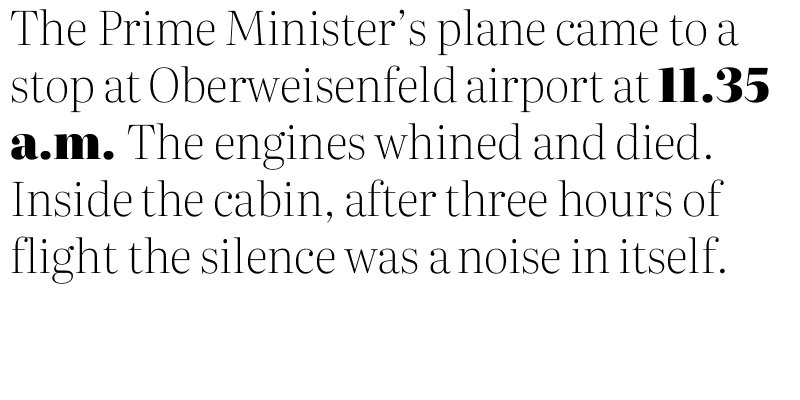 The Prime Minister’s plane came to a
stop at Oberweisenfeld airport at 11.35
a.m. The engines whined and died.
Inside the cabin, after three hours of
flight the silence was a noise in itself.